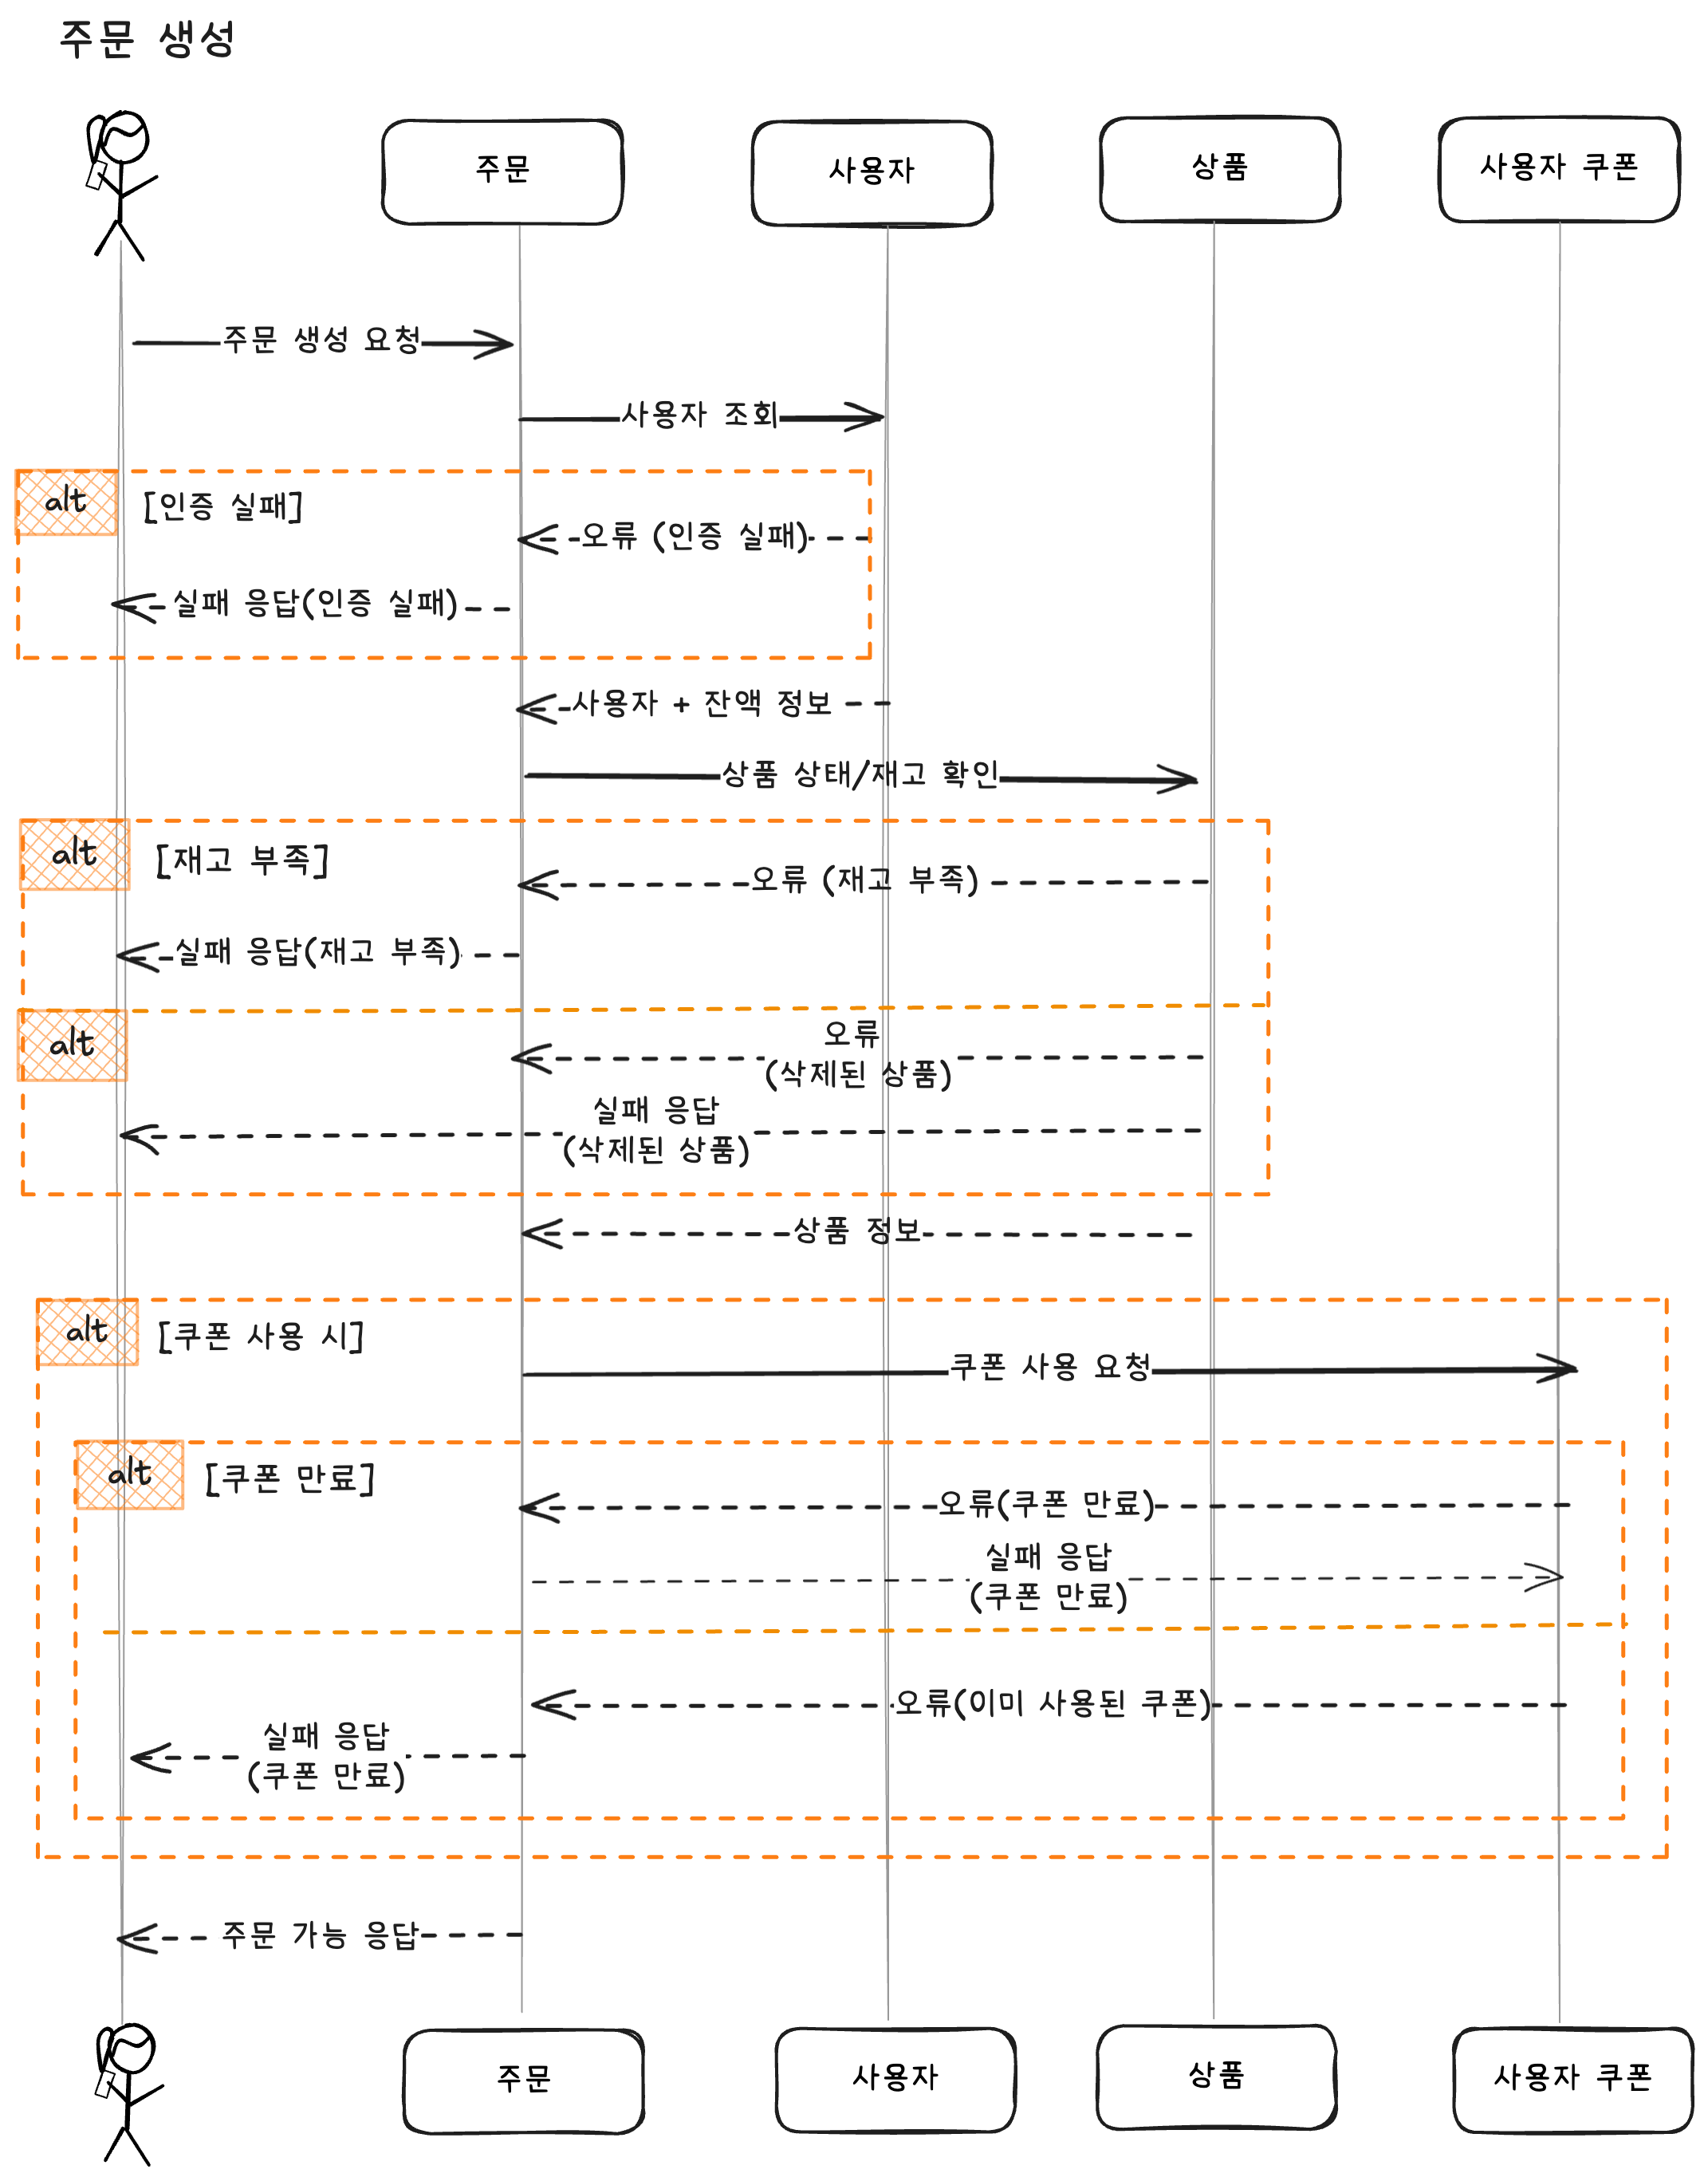 주문 생성
주문
사용자
상품
사용자 쿠폰
주문 생성 요청
사용자 조회
alt
[인증 실패]
오류 (인증 실패)
실패 응답(인증 실패)
사용자 + 잔액 정보
상품 상태/재고 확인
alt
[재고 부족]
오류 (재고 부족)
실패 응답(재고 부족)
alt
오류
(삭제된 상품)
실패 응답
(삭제된 상품)
상품 정보
alt
[쿠폰 사용 시]
쿠폰 사용 요청
alt
[쿠폰 만료]
오류(쿠폰 만료)
실패 응답
(쿠폰 만료)
오류(이미 사용된 쿠폰)
실패 응답
(쿠폰 만료)
주문 가능 응답
주문
사용자
상품
사용자 쿠폰